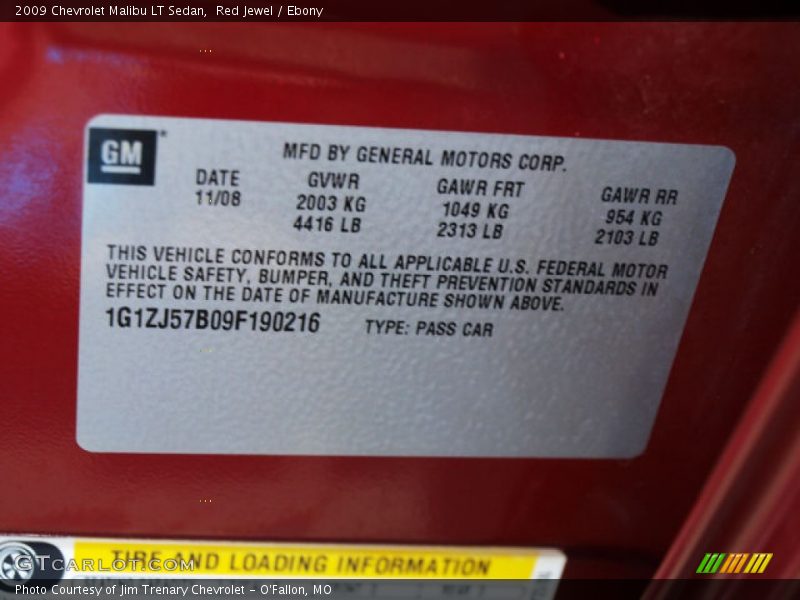 2009 Chevrolet Malibu LT Sedan,  Red Jewel / Ebony
GM
MFD BY GENERAL MOTORS CORP.
DATE GVWR GAWR FRT GAWR RR
11/08 2003 KG 1049 KG 954 KG
4416 LB 2313 LB 2103 LB
THIS VEHICLE CONFORMS TO ALL APPLICABLE U.S. FEDERAL MOTOR
VEHICLE SAFETY, BUMPER, AND THEFT PREVENTION STANDARDS IN
EFFECT ON THE DATE OF MANUFACTURE SHOWN ABOVE.
1G1ZJ57B09F190216 TYPE: PASS CAR
TIRE AND LOADING INFORMATION
GTcarlot.com
Photo Courtesy of Jim Trenary Chevrolet - O'Fallon, MO